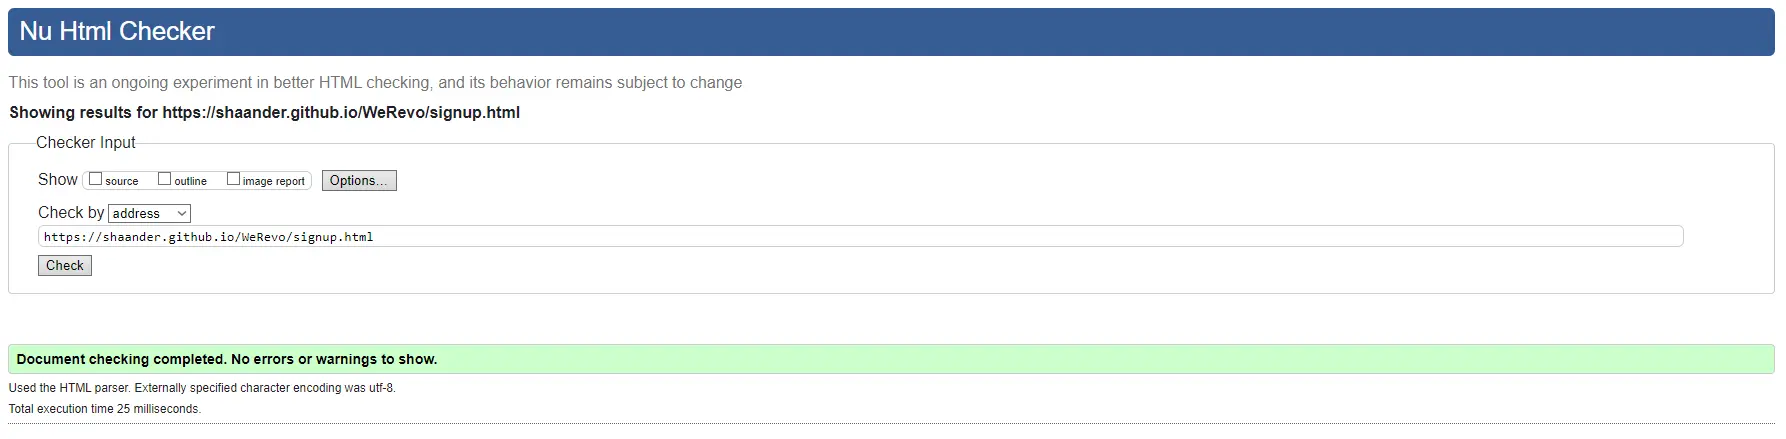 Nu Html Checker
This tool is an ongoing experiment in better HTML checking, and its behavior remains subject to change
Showing results for https://shaander.github.io/WeRevo/signup.html
Checker Input
Show source outline image report Options...
Check by address
https://shaander.github.io/WeRevo/signup.html
Check
Document checking completed. No errors or warnings to show.
Used the HTML parser. Externally specified character encoding was utf-8.
Total execution time 25 milliseconds.